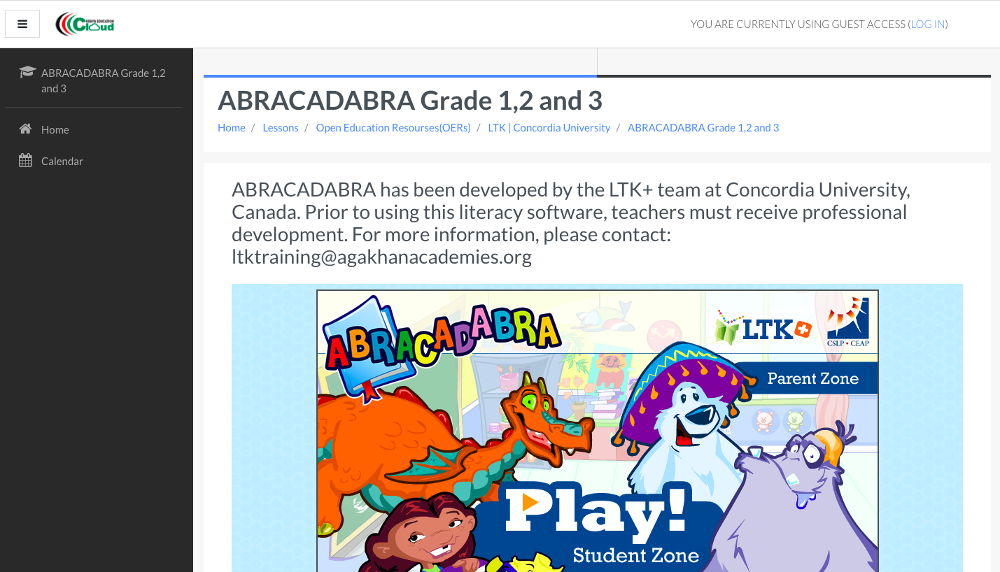 KENYA EDUCATION
Cloud
YOU ARE CURRENTLY USING GUEST ACCESS (LOG IN)
ABRACADABRA Grade 1,2
and 3
Home
Calendar
ABRACADABRA Grade 1,2 and 3
Home / Lessons / Open Education Resourses(OERs) / LTK | Concordia University / ABRACADABRA Grade 1,2 and 3
ABRACADABRA has been developed by the LTK+ team at Concordia University,
Canada. Prior to using this literacy software, teachers must receive professional
development. For more information, please contact:
ltktraining@agakhanacademies.org
ABRACADABRA
LTK+
CSLP • CEAP
Parent Zone
Play!
Student Zone